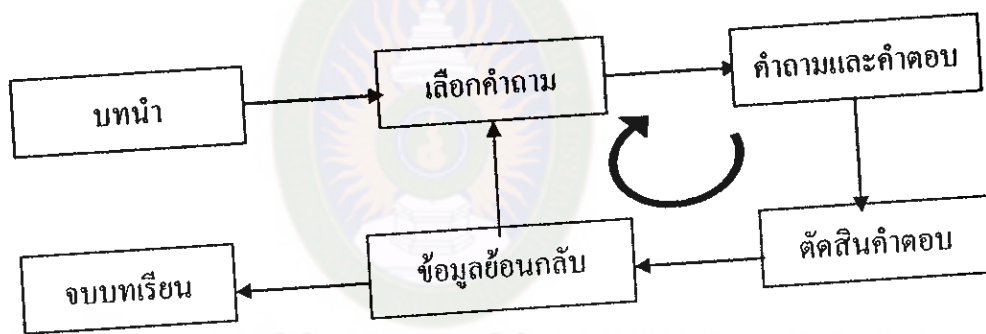 บทนำ
เลือกคำถาม
คำถามและคำตอบ
จบบทเรียน
ข้อมูลย้อนกลับ
ตัดสินคำตอบ